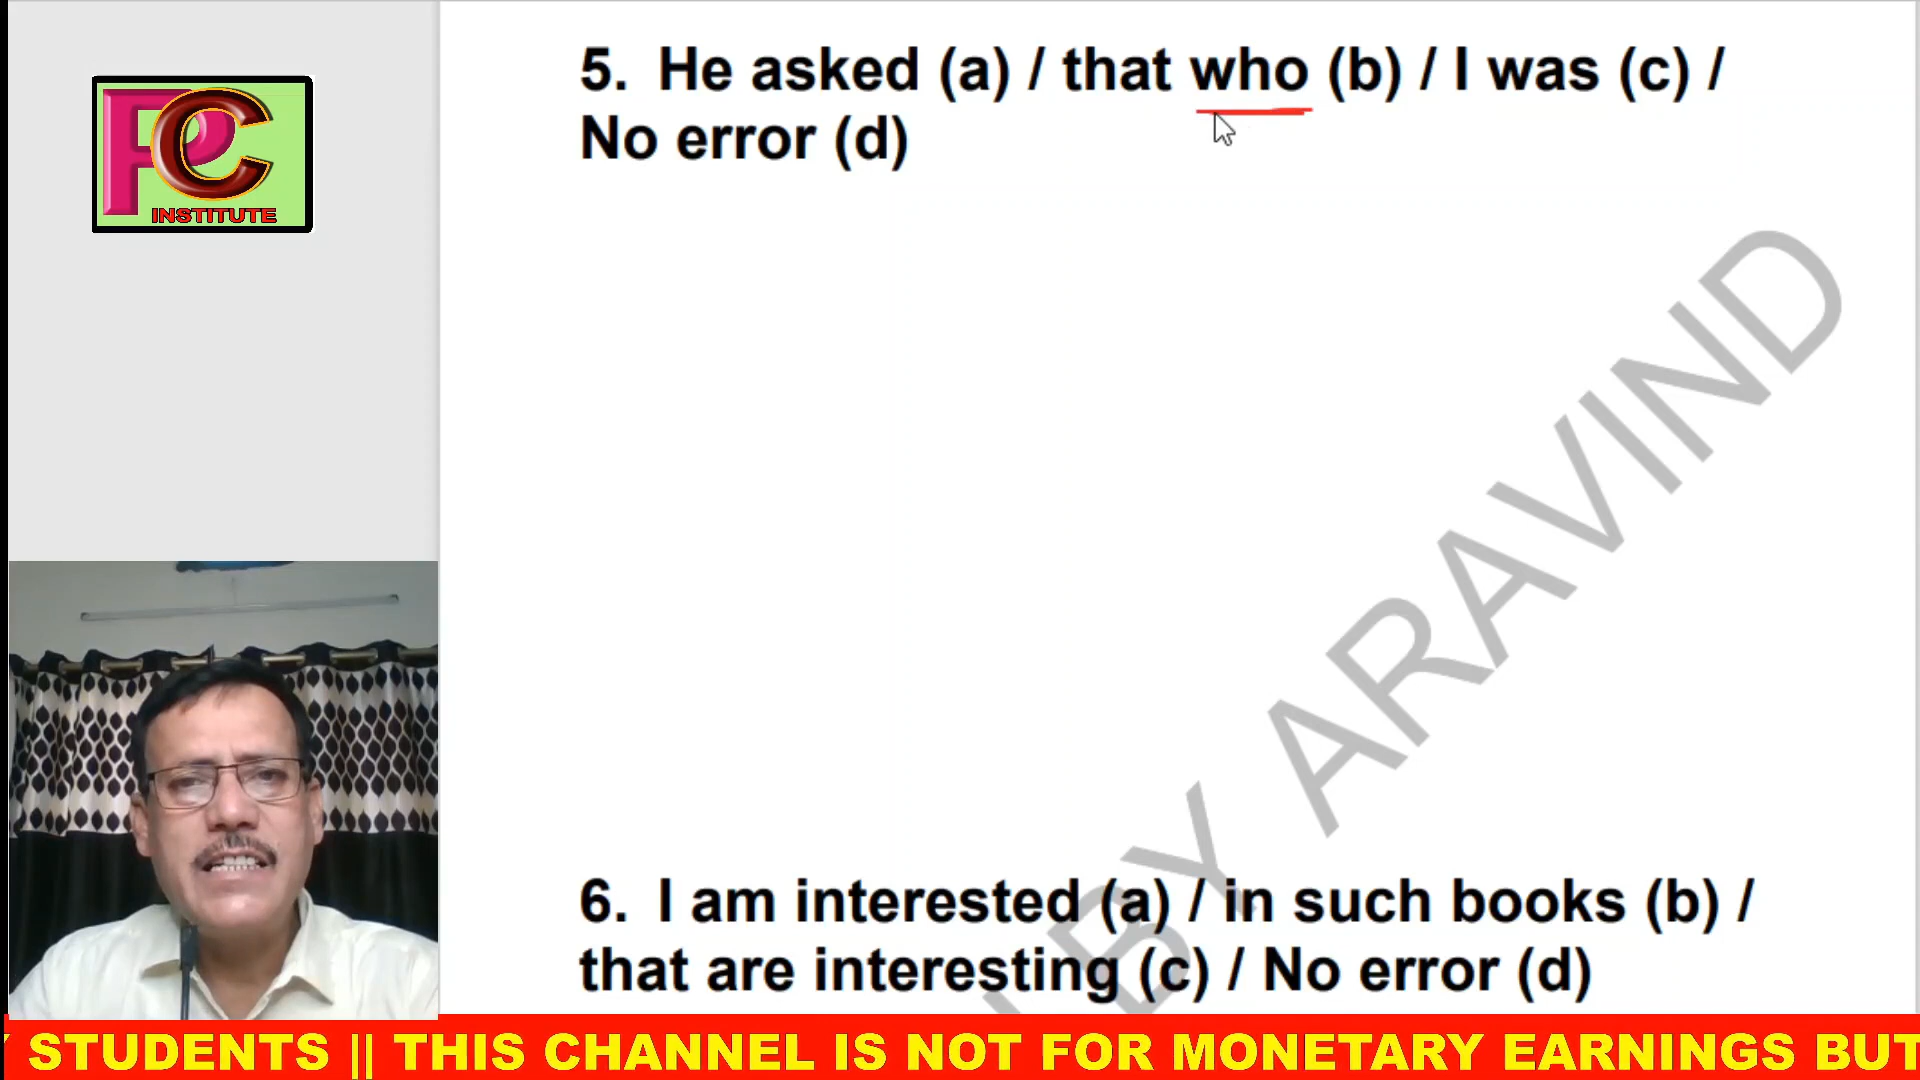 PC
INSTITUTE
5. He asked (a) / that who (b) / I was (c) /
No error (d)
BY ARAVIND
6. I am interested (a) / in such books (b) /
that are interesting (c) / No error (d)
STUDENTS || THIS CHANNEL IS NOT FOR MONETARY EARNINGS BUT